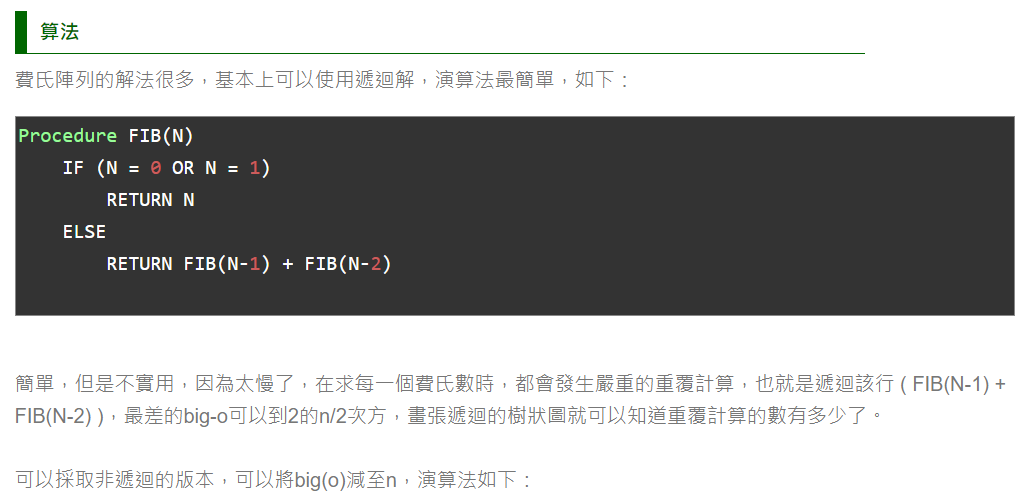 算法
費氏陣列的解法很多，基本上可以使用遞迴解，演算法最簡單，如下：
Procedure FIB(N)
    IF (N = 0 OR N = 1)
        RETURN N
    ELSE
        RETURN FIB(N-1) + FIB(N-2)
簡單，但是不實用，因為太慢了，在求每一個費氏數時，都會發生嚴重的重覆計算，也就是遞迴該行 ( FIB(N-1) +
FIB(N-2) )，最差的big-o可以到2的n/2次方，畫張遞迴的樹狀圖就可以知道重覆計算的數有多少了。
可以採取非遞迴的版本，可以將big(o)減至n，演算法如下：